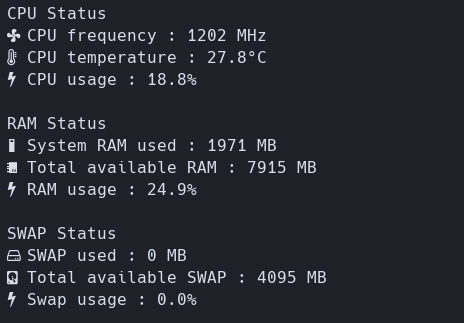 CPU Status
CPU frequency : 1202 MHz
CPU temperature : 27.8°C
CPU usage : 18.8%
RAM Status
System RAM used : 1971 MB
Total available RAM : 7915 MB
RAM usage : 24.9%
SWAP Status
SWAP used : 0 MB
Total available SWAP : 4095 MB
Swap usage : 0.0%